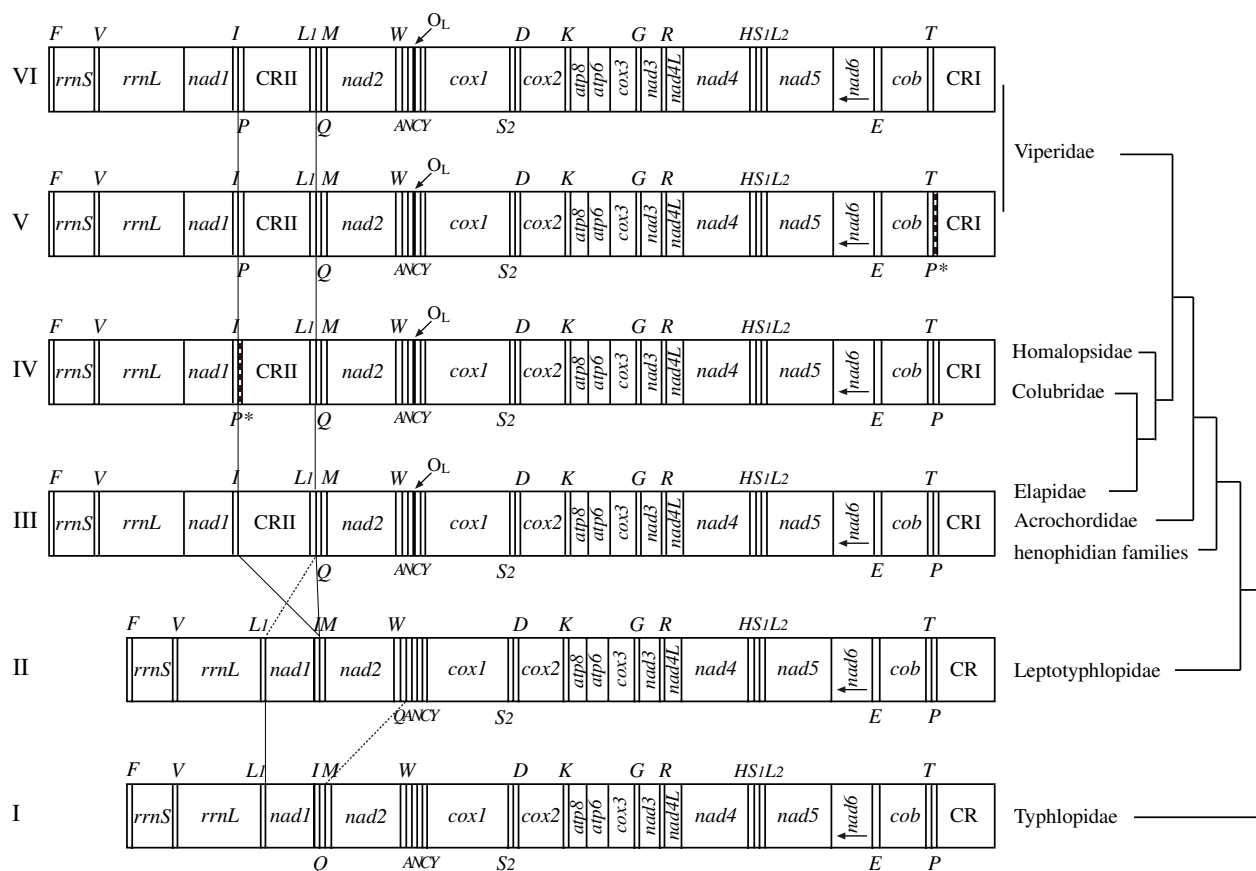 O_L
F V I L1 M W D K G R HS1L2 T
VI rrnS rrnL nad1 CRII nad2 cox1 cox2 atp8 atp6 cox3 nad3 nad4L nad4 nad5 nad6 cob CRI
P Q ANCY S2 E
Viperidae
O_L
F V I L1 M W D K G R HS1L2 T
V rrnS rrnL nad1 CRII nad2 cox1 cox2 atp8 atp6 cox3 nad3 nad4L nad4 nad5 nad6 cob CRI
P Q ANCY S2 E P*
O_L
F V I L1 M W D K G R HS1L2 T
Homalopsidae
IV rrnS rrnL nad1 CRII nad2 cox1 cox2 atp8 atp6 cox3 nad3 nad4L nad4 nad5 nad6 cob CRI
Colubridae
P* Q ANCY S2 E P
O_L
F V I L1 M W D K G R HS1L2 T
Elapidae
III rrnS rrnL nad1 CRII nad2 cox1 cox2 atp8 atp6 cox3 nad3 nad4L nad4 nad5 nad6 cob CRI
Acrochordidae
henophidian families
Q ANCY S2 E P
F V L1 IM W D K G R HS1L2 T
II rrnS rrnL nad1 nad2 cox1 cox2 atp8 atp6 cox3 nad3 nad4L nad4 nad5 nad6 cob CR
Leptotyphlopidae
QANCY S2 E P
F V L1 I M W D K G R HS1L2 T
I rrnS rrnL nad1 nad2 cox1 cox2 atp8 atp6 cox3 nad3 nad4L nad4 nad5 nad6 cob CR
Typhlopidae
Q ANCY S2 E P